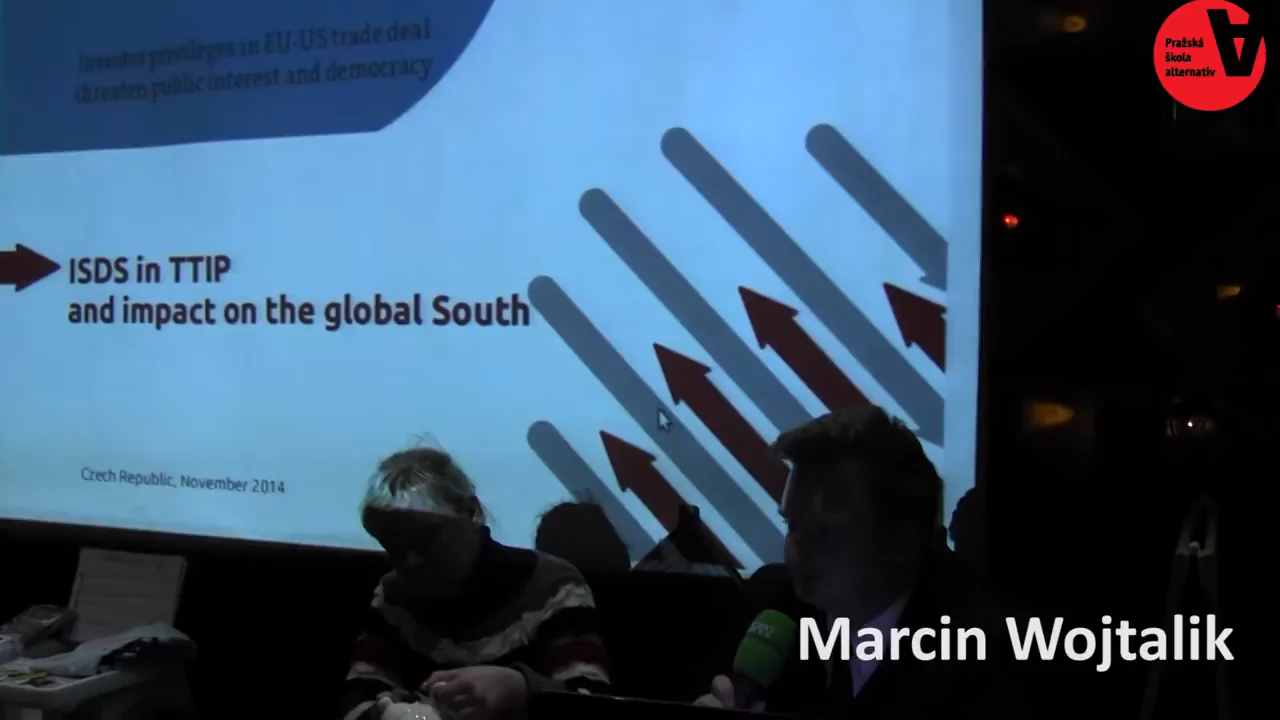 Investor privileges in EU-US trade deal
threaten public interest and democracy
ISDS in TTIP
and impact on the global South
Czech Republic, November 2014
Pražská
škola
alternativ
Marcin Wojtalik